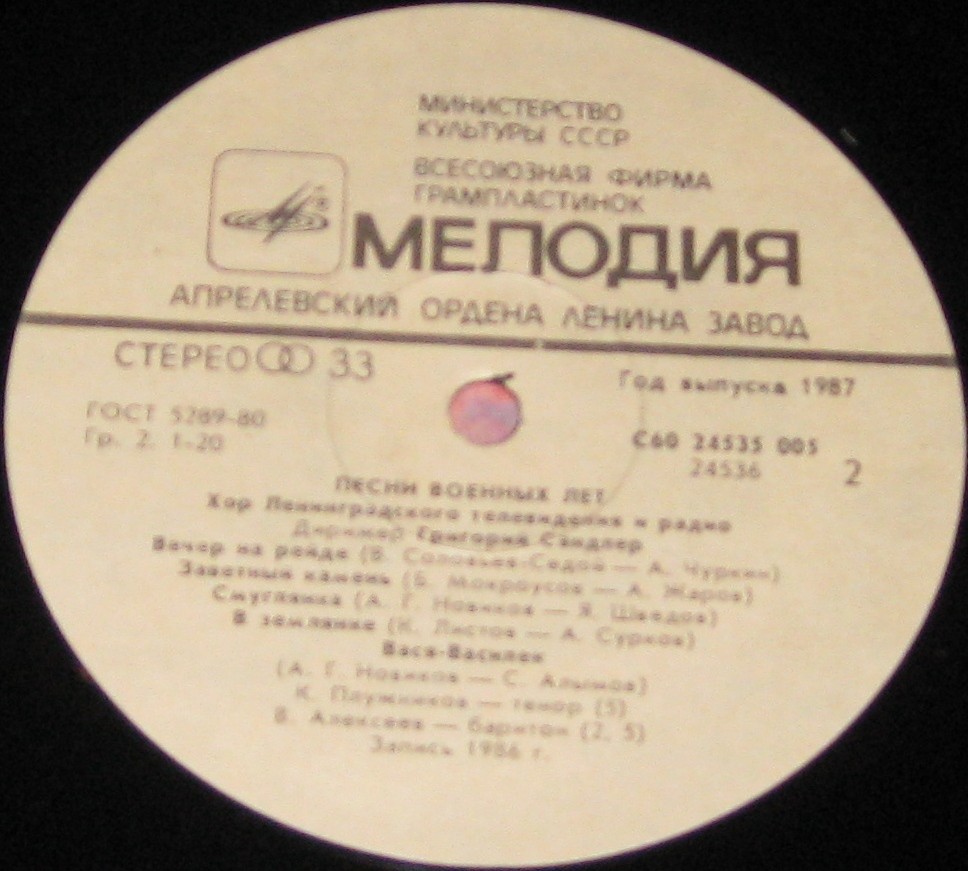 МИНИСТЕРСТВО
КУЛЬТУРЫ СССР
ВСЕСОЮЗНАЯ ФИРМА
ГРАМПЛАСТИНОК
МЕЛОДИЯ
АПРЕЛЕВСКИЙ ОРДЕНА ЛЕНИНА ЗАВОД
СТЕРЕО 33
Год выпуска 1987
ГОСТ 5289-80
Гр. 2. 1-20
С60 24535 005
24536
2
ПЕСНИ ВОЕННЫХ ЛЕТ
Хор Ленинградского телевидения и радио
Дирижер Григорий Сандлер
Вечер на рейде (В. Соловьев-Седой — А. Чуркин)
Заветный камень (Б. Мокроусов — А. Жаров)
Смуглянка (А. Г. Новиков — Я. Шведов)
В землянке (К. Листов — А. Сурков)
Вася-Василек
(А. Г. Новиков — С. Алымов)
К. Плужников — тенор (5)
В. Алексеев — баритон (2, 5)
Запись 1986 г.